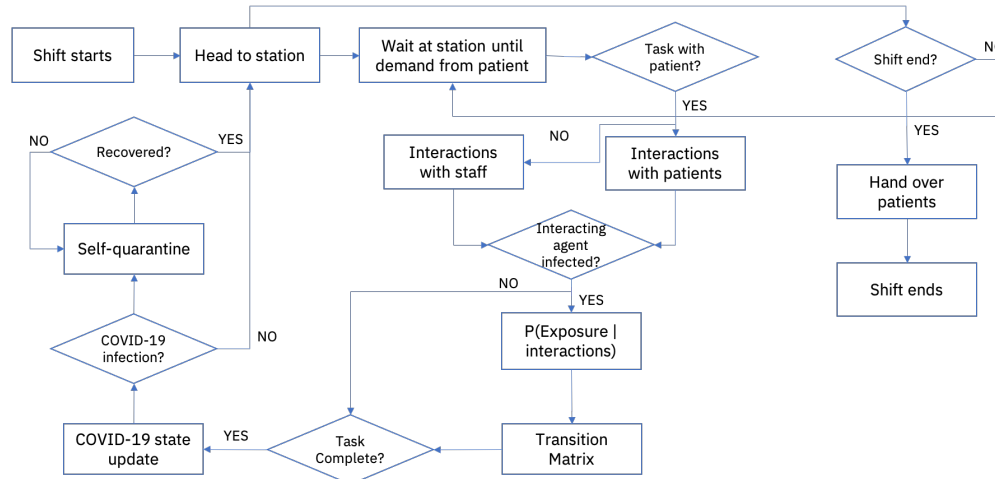 Shift starts
Head to station
Wait at station until
demand from patient
Task with
patient?
Shift end?
NO
YES
NO
YES
Recovered?
NO
YES
Interactions
with staff
Interactions
with patients
Hand over
patients
Self-quarantine
Interacting
agent
infected?
Shift ends
NO
YES
COVID-19
infection?
NO
P(Exposure |
interactions)
COVID-19 state
update
YES
Task
Complete?
Transition
Matrix